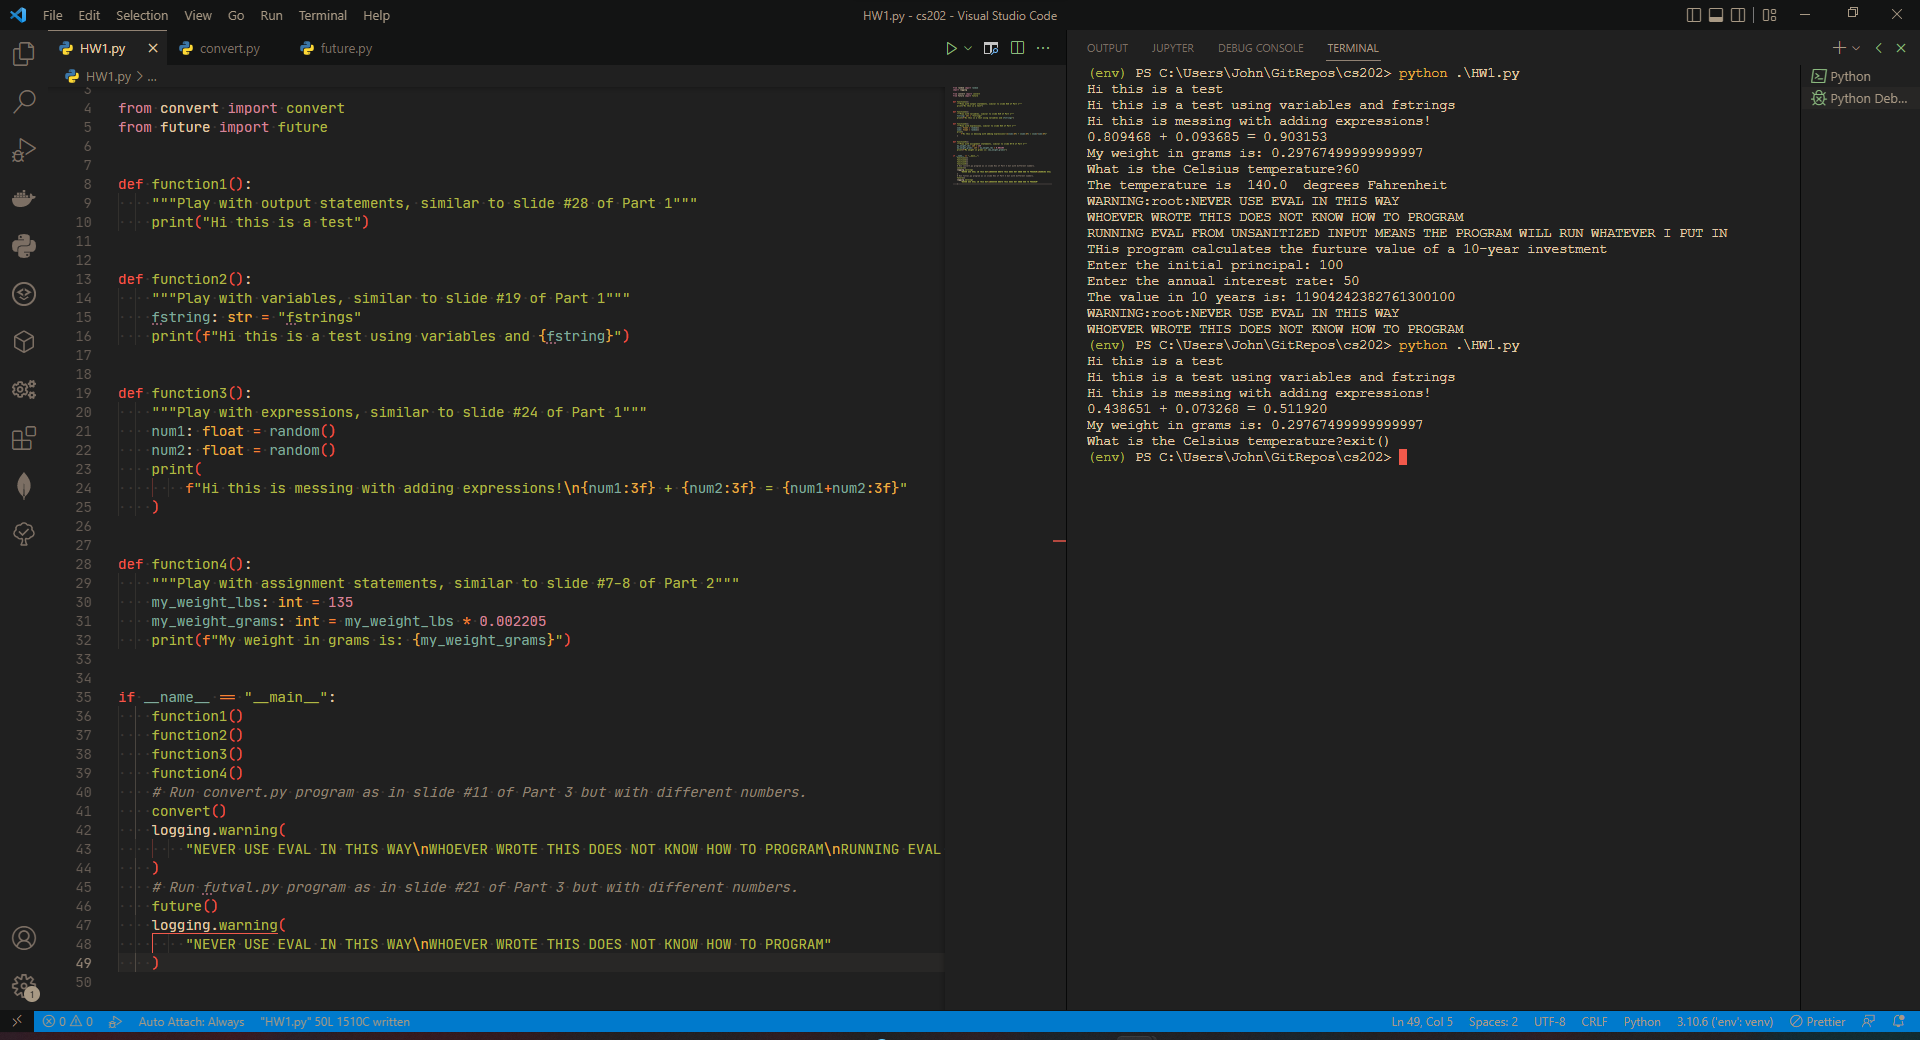 File Edit Selection View Go Run Terminal Help
HW1.py - cs202 - Visual Studio Code
HW1.py convert.py future.py
HW1.py > ...
3
4 from convert import convert
5 from future import future
6
7
8 def function1():
9 """Play with output statements, similar to slide #28 of Part 1"""
10 print("Hi this is a test")
11
12
13 def function2():
14 """Play with variables, similar to slide #19 of Part 1"""
15 fstring: str = "fstrings"
16 print(f"Hi this is a test using variables and {fstring}")
17
18
19 def function3():
20 """Play with expressions, similar to slide #24 of Part 1"""
21 num1: float = random()
22 num2: float = random()
23 print(
24 f"Hi this is messing with adding expressions!\n{num1:3f} + {num2:3f} = {num1+num2:3f}"
25 )
26
27
28 def function4():
29 """Play with assignment statements, similar to slide #7-8 of Part 2"""
30 my_weight_lbs: int = 135
31 my_weight_grams: int = my_weight_lbs * 0.002205
32 print(f"My weight in grams is: {my_weight_grams}")
33
34
35 if __name__ == "__main__":
36 function1()
37 function2()
38 function3()
39 function4()
40 # Run convert.py program as in slide #11 of Part 3 but with different numbers.
41 convert()
42 logging.warning(
43 "NEVER USE EVAL IN THIS WAY\nWHOEVER WROTE THIS DOES NOT KNOW HOW TO PROGRAM\nRUNNING EVAL
44 )
45 # Run futval.py program as in slide #21 of Part 3 but with different numbers.
46 future()
47 logging.warning(
48 "NEVER USE EVAL IN THIS WAY\nWHOEVER WROTE THIS DOES NOT KNOW HOW TO PROGRAM"
49 )
50
OUTPUT JUPYTER DEBUG CONSOLE TERMINAL
(env) PS C:\Users\John\GitRepos\cs202> python .\HW1.py
Hi this is a test
Hi this is a test using variables and fstrings
Hi this is messing with adding expressions!
0.809468 + 0.093685 = 0.903153
My weight in grams is: 0.29767499999999997
What is the Celsius temperature?60
The temperature is  140.0  degrees Fahrenheit
WARNING:root:NEVER USE EVAL IN THIS WAY
WHOEVER WROTE THIS DOES NOT KNOW HOW TO PROGRAM
RUNNING EVAL FROM UNSANITIZED INPUT MEANS THE PROGRAM WILL RUN WHATEVER I PUT IN
THis program calculates the furture value of a 10-year investment
Enter the initial principal: 100
Enter the annual interest rate: 50
The value in 10 years is: 11904242382761300100
WARNING:root:NEVER USE EVAL IN THIS WAY
WHOEVER WROTE THIS DOES NOT KNOW HOW TO PROGRAM
(env) PS C:\Users\John\GitRepos\cs202> python .\HW1.py
Hi this is a test
Hi this is a test using variables and fstrings
Hi this is messing with adding expressions!
0.438651 + 0.073268 = 0.511920
My weight in grams is: 0.29767499999999997
What is the Celsius temperature?exit()
(env) PS C:\Users\John\GitRepos\cs202>
Python
Python Deb...
1
0 0 Auto Attach: Always "HW1.py" 50L 1510C written
Ln 49, Col 5 Spaces: 2 UTF-8 CRLF Python 3.10.6 ('env': venv) Prettier